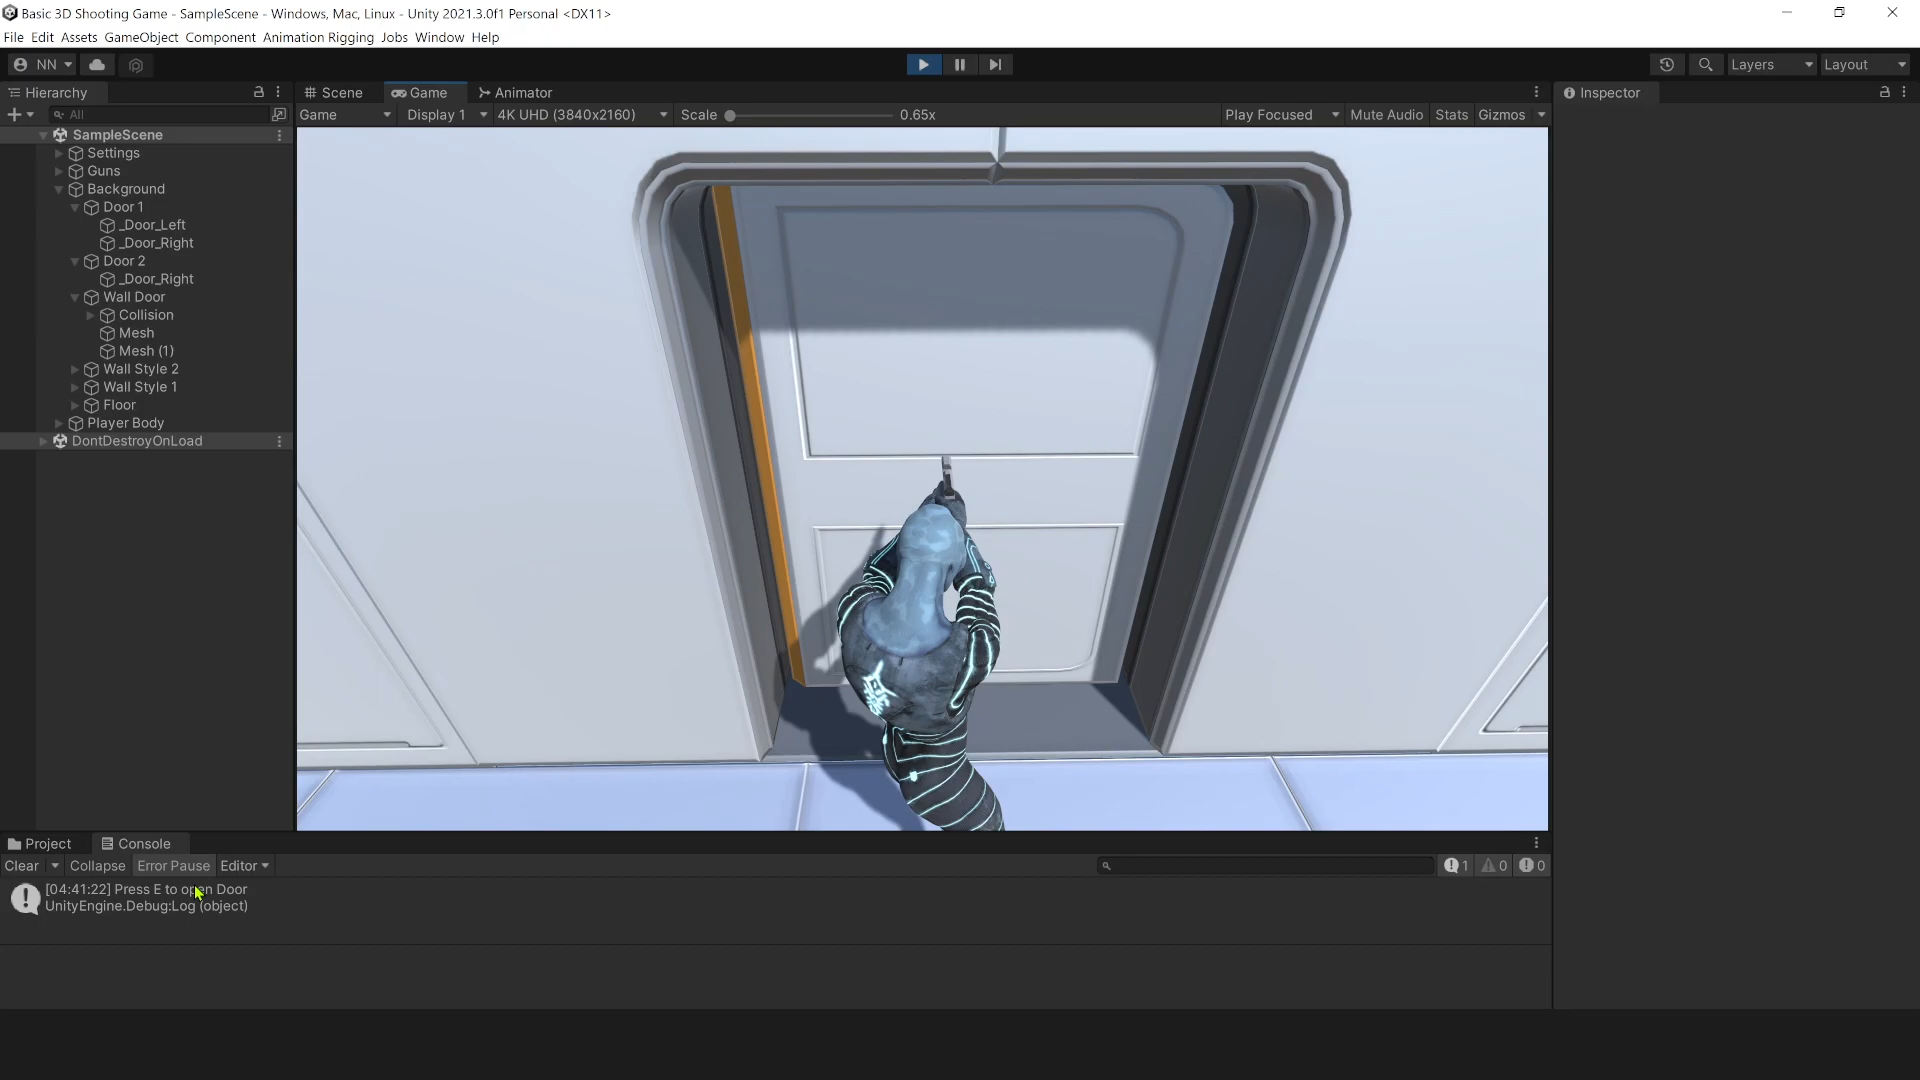 Basic 3D Shooting Game - SampleScene - Windows, Mac, Linux - Unity 2021.3.0f1 Personal <DX11>
File Edit Assets GameObject Component Animation Rigging Jobs Window Help
NN Layers Layout
Hierarchy
All
SampleScene
Settings
Guns
Background
Door 1
_Door_Left
_Door_Right
Door 2
_Door_Right
Wall Door
Collision
Mesh
Mesh (1)
Wall Style 2
Wall Style 1
Floor
Player Body
DontDestroyOnLoad
Scene Game Animator
Game Display 1 4K UHD (3840x2160) Scale 0.65x Play Focused Mute Audio Stats Gizmos
Inspector
Project Console
Clear Collapse Error Pause Editor 1 0 0
[04:41:22] Press E to open Door
UnityEngine.Debug:Log (object)